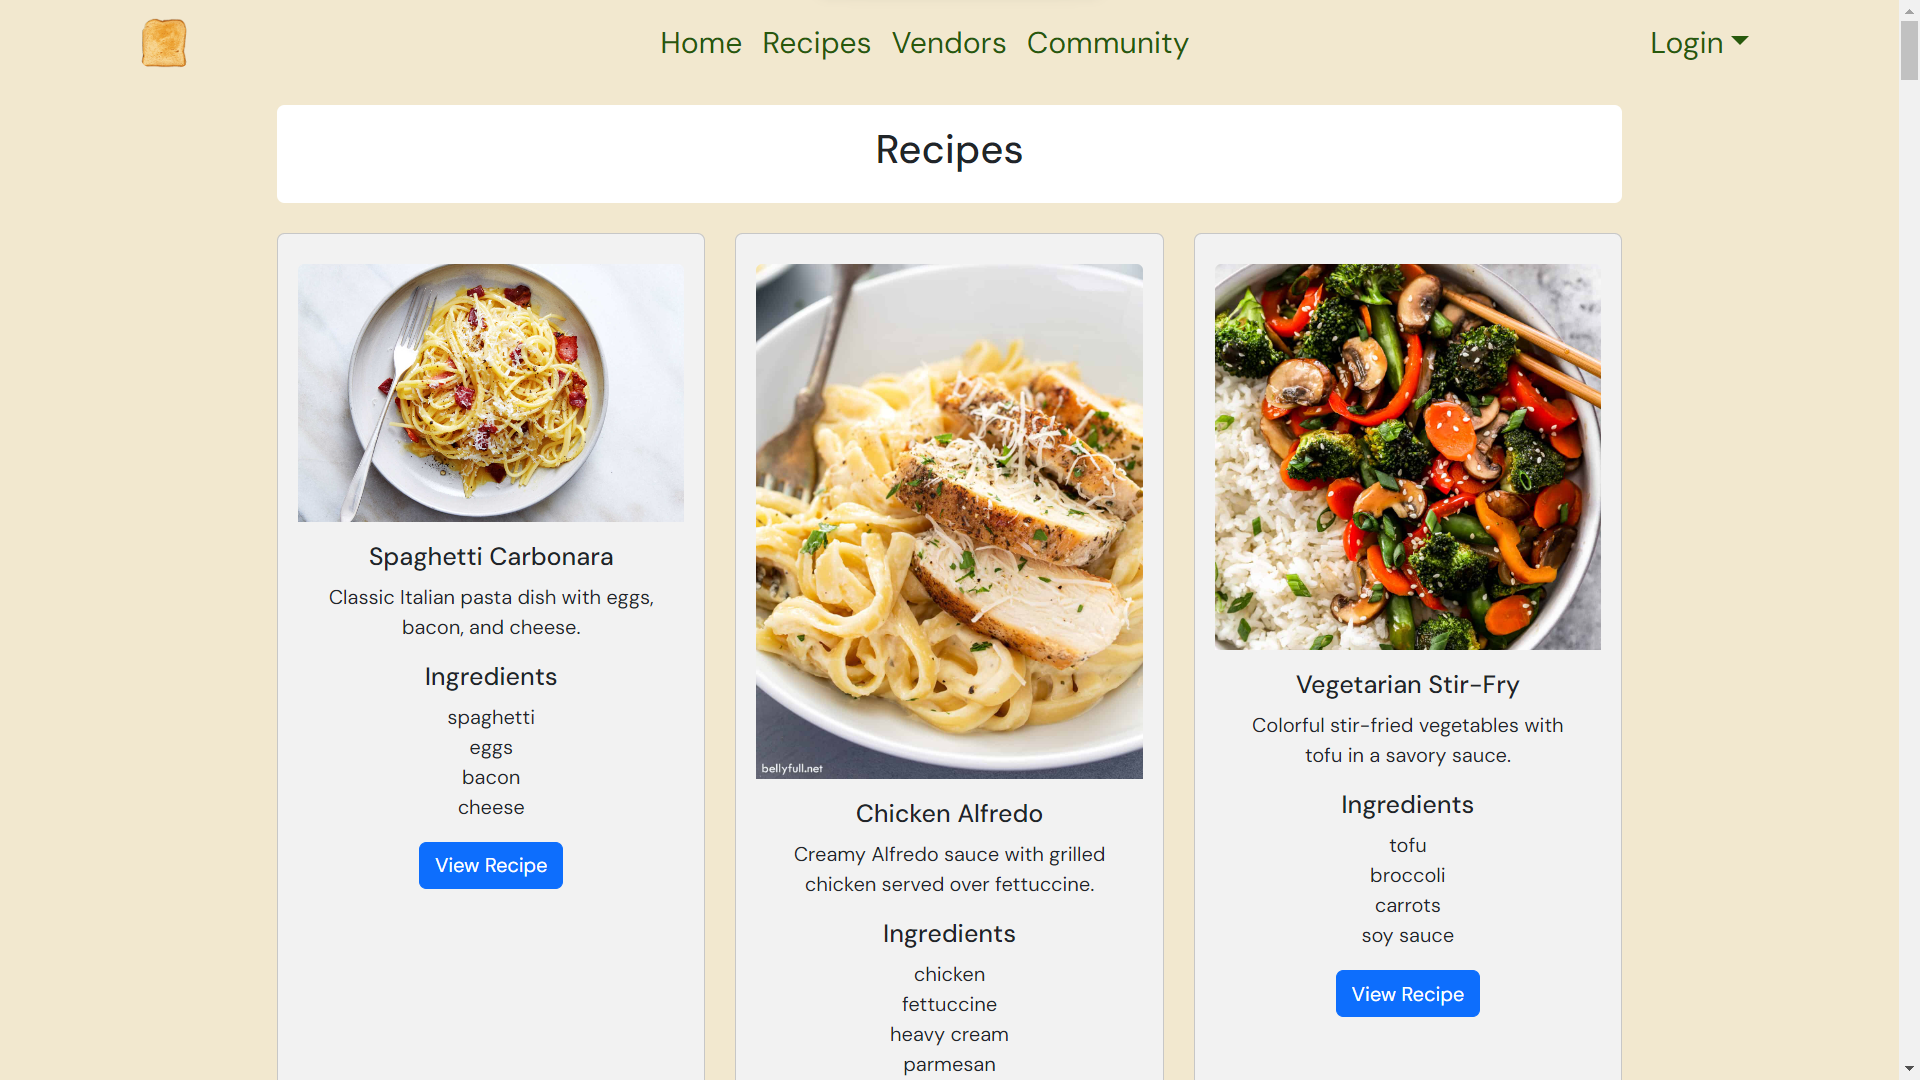 Home Recipes Vendors Community Login
Recipes
Spaghetti Carbonara
Classic Italian pasta dish with eggs,
bacon, and cheese.
Ingredients
spaghetti
eggs
bacon
cheese
View Recipe
bellyfull.net
Chicken Alfredo
Creamy Alfredo sauce with grilled
chicken served over fettuccine.
Ingredients
chicken
fettuccine
heavy cream
parmesan
Vegetarian Stir-Fry
Colorful stir-fried vegetables with
tofu in a savory sauce.
Ingredients
tofu
broccoli
carrots
soy sauce
View Recipe